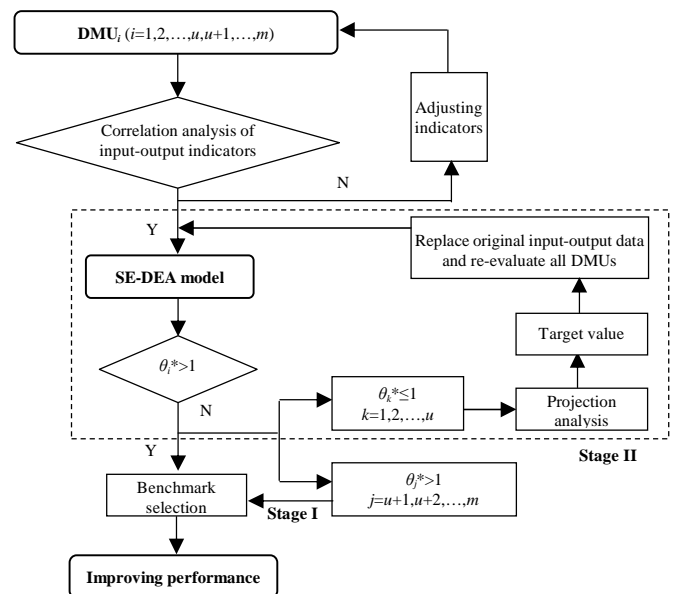 DMUi (i=1,2,…,u,u+1,…,m)
Correlation analysis of
input-output indicators
Adjusting
indicators
N
Y
Replace original input-output data
and re-evaluate all DMUs
SE-DEA model
Target value
θi*>1
θk*≤1
k=1,2,…,u
Projection
analysis
N
Y
Stage II
Benchmark
selection
Stage I
θj*>1
j=u+1,u+2,…,m
Improving performance